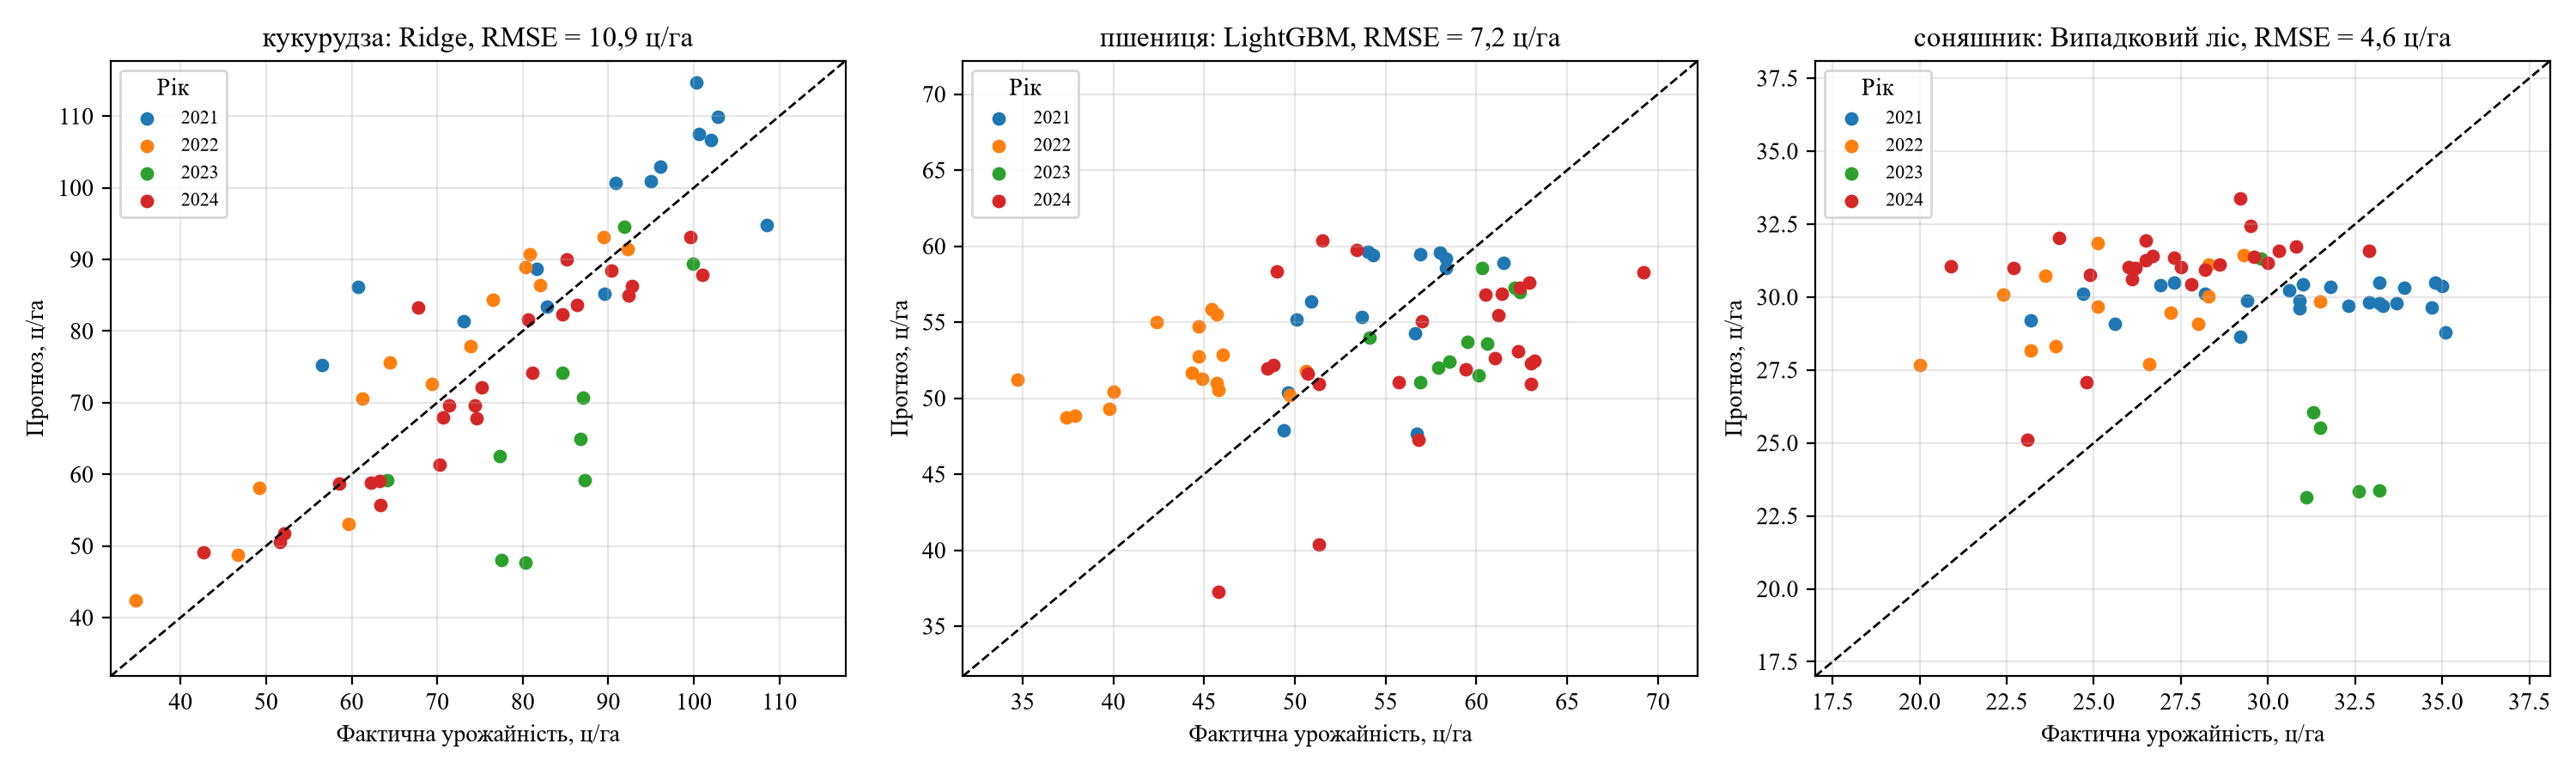 кукурудза: Ridge, RMSE = 10,9 ц/га
Рік
2021
2022
2023
2024
110
100
90
80
70
60
50
40
Прогноз, ц/га
40 50 60 70 80 90 100 110
Фактична урожайність, ц/га
пшениця: LightGBM, RMSE = 7,2 ц/га
Рік
2021
2022
2023
2024
70
65
60
55
50
45
40
35
Прогноз, ц/га
35 40 45 50 55 60 65 70
Фактична урожайність, ц/га
соняшник: Випадковий ліс, RMSE = 4,6 ц/га
Рік
2021
2022
2023
2024
37.5
35.0
32.5
30.0
27.5
25.0
22.5
20.0
17.5
Прогноз, ц/га
17.5 20.0 22.5 25.0 27.5 30.0 32.5 35.0 37.5
Фактична урожайність, ц/га